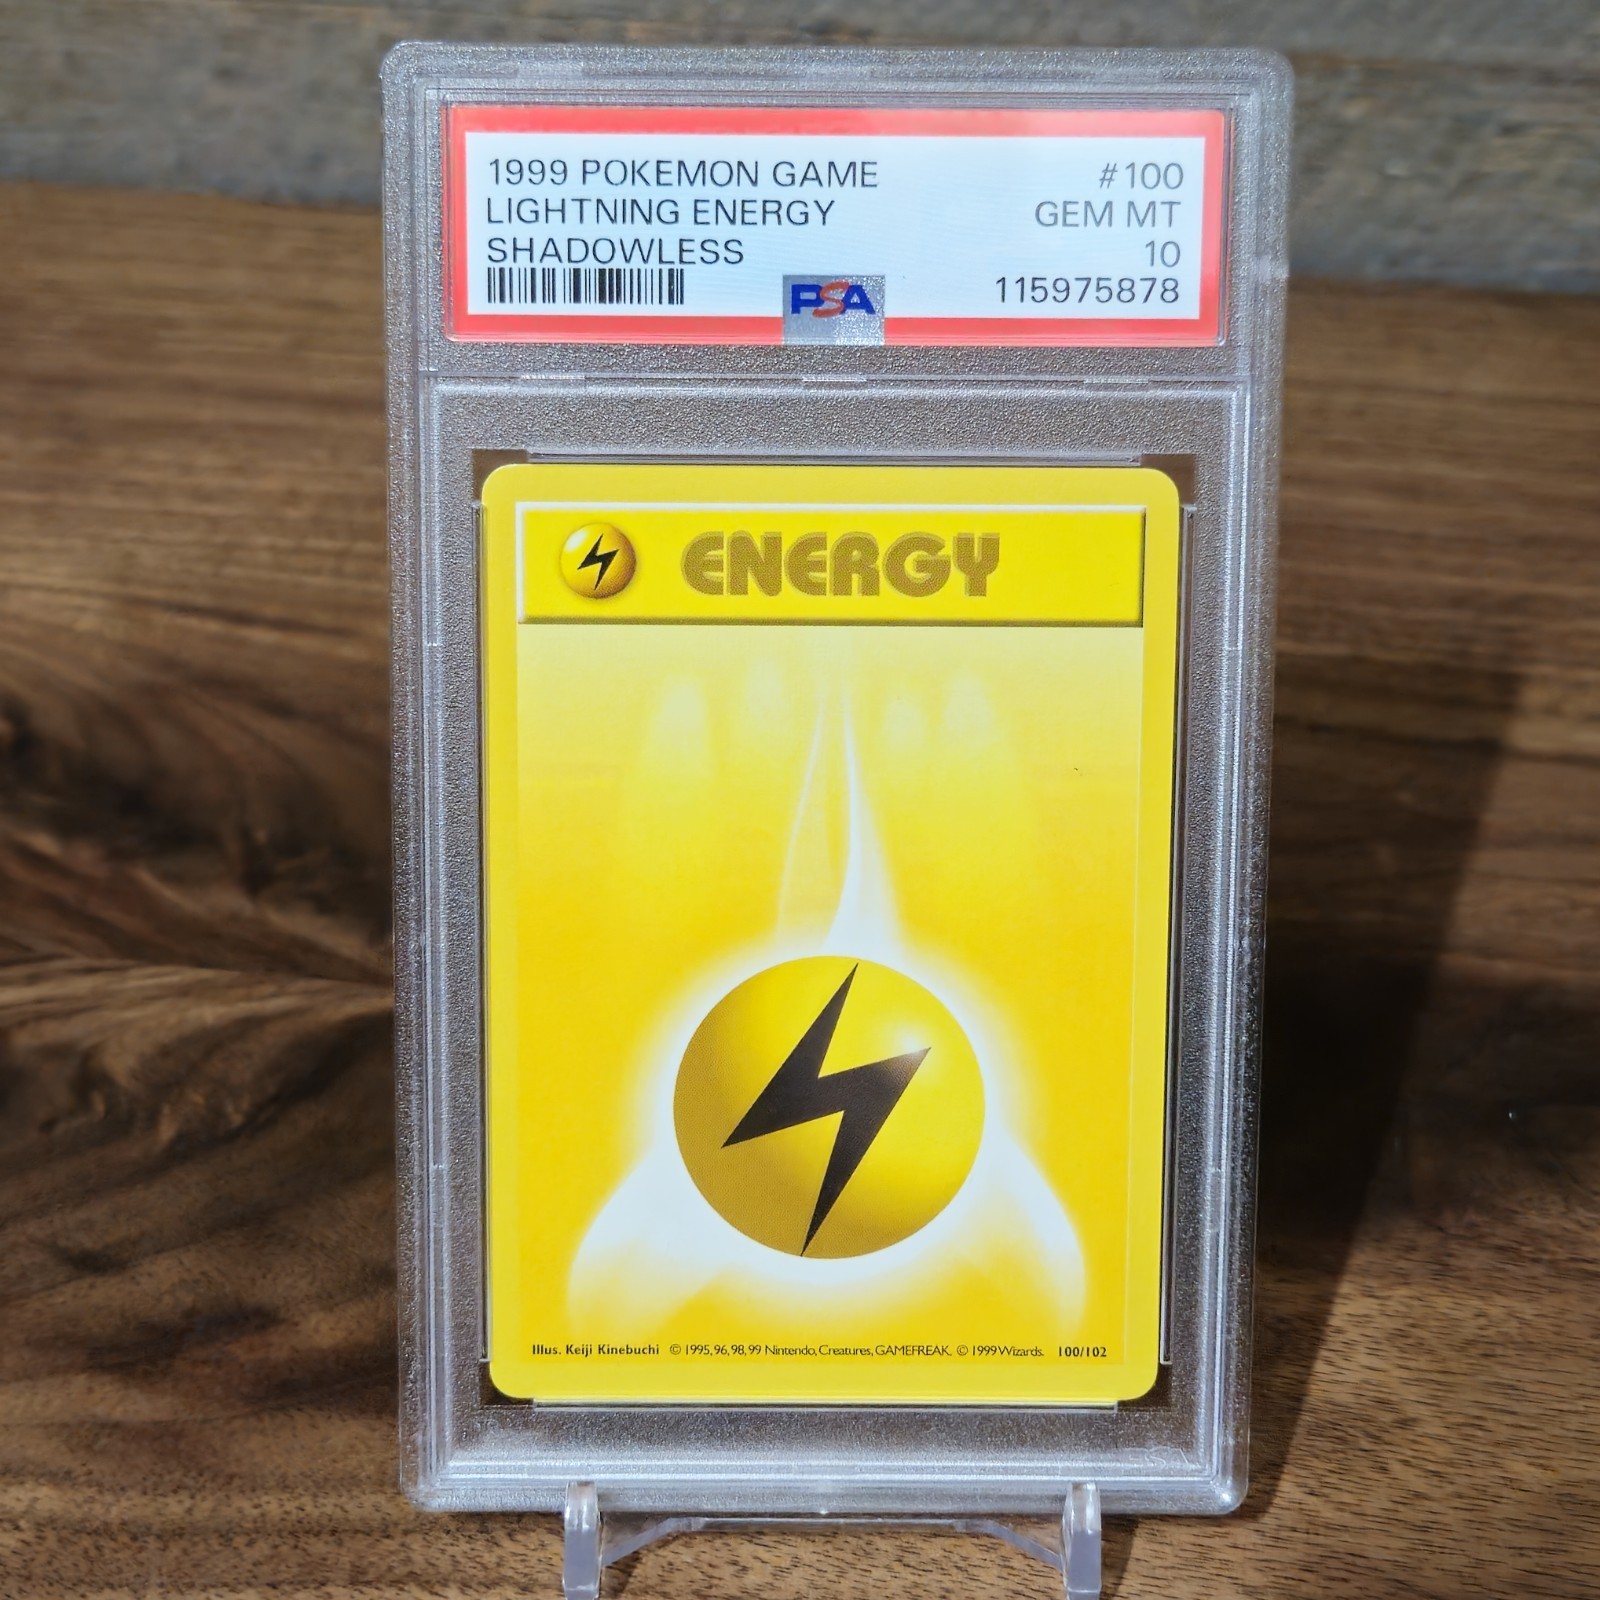 1999 POKEMON GAME #100
LIGHTNING ENERGY GEM MT
SHADOWLESS 10
PSA 115975878
ENERGY
Illus. Keiji Kinebuchi © 1995, 96, 98, 99 Nintendo, Creatures, GAMEFREAK. © 1999 Wizards. 100/102